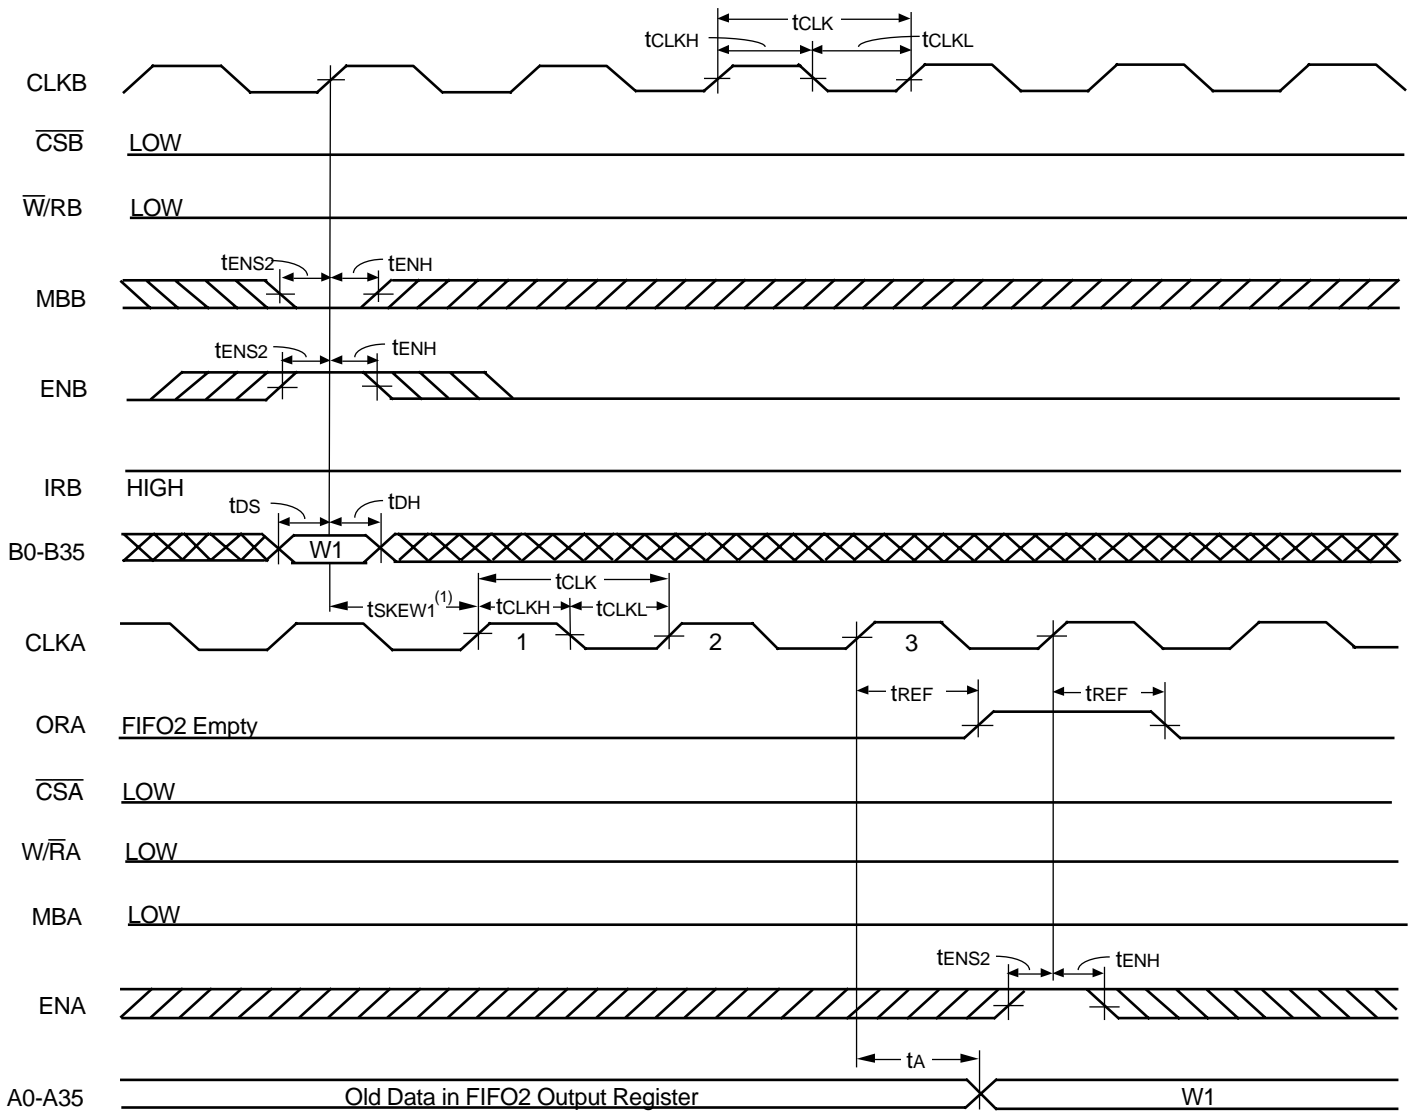 tCLK
tCLKH
tCLKL
CLKB
CSB
LOW
W/RB
LOW
tENS2
tENH
MBB
tENS2
tENH
ENB
IRB
HIGH
tDS
tDH
B0-B35
W1
tCLK
tSKEW1(1)
tCLKH
tCLKL
CLKA
1
2
3
tREF
tREF
ORA
FIFO2 Empty
CSA
LOW
W/RA
LOW
MBA
LOW
tENS2
tENH
ENA
tA
A0-A35
Old Data in FIFO2 Output Register
W1